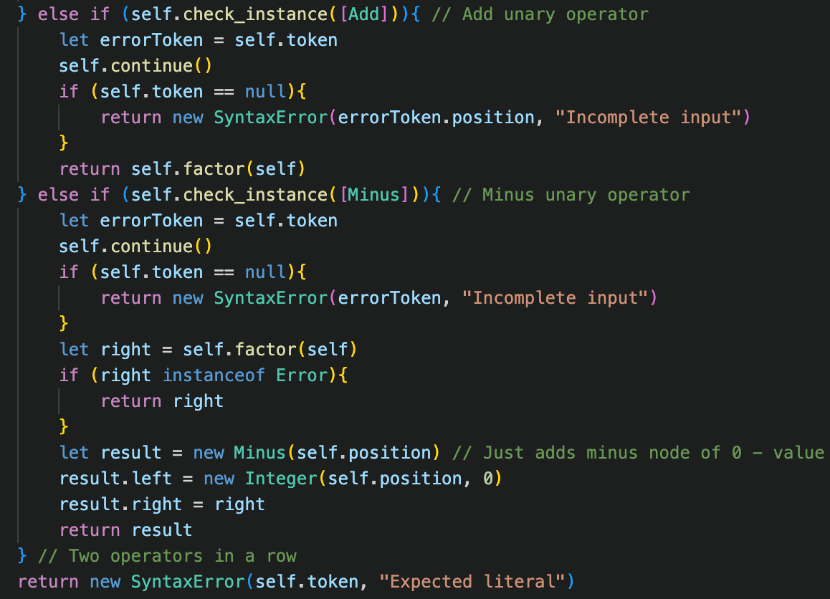 } else if (self.check_instance([Add])){ // Add unary operator
    let errorToken = self.token
    self.continue()
    if (self.token == null){
        return new SyntaxError(errorToken.position, "Incomplete input")
    }
    return self.factor(self)
} else if (self.check_instance([Minus])){ // Minus unary operator
    let errorToken = self.token
    self.continue()
    if (self.token == null){
        return new SyntaxError(errorToken, "Incomplete input")
    }
    let right = self.factor(self)
    if (right instanceof Error){
        return right
    }
    let result = new Minus(self.position) // Just adds minus node of 0 - value
    result.left = new Integer(self.position, 0)
    result.right = right
    return result
} // Two operators in a row
return new SyntaxError(self.token, "Expected literal")